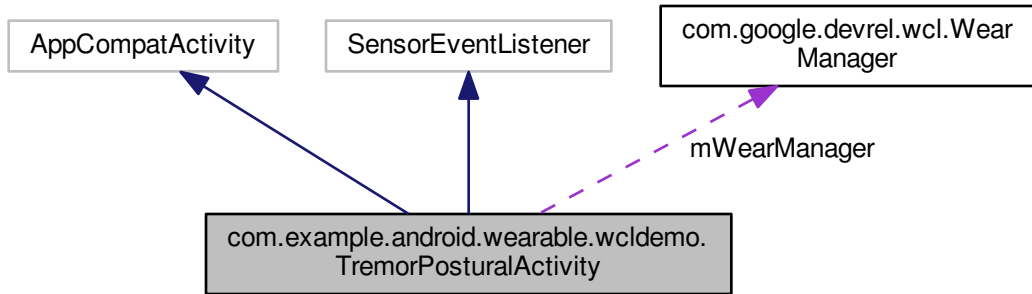 AppCompatActivity
SensorEventListener
com.google.devrel.wcl.Wear
Manager
mWearManager
com.example.android.wearable.wcldemo.
TremorPosturalActivity